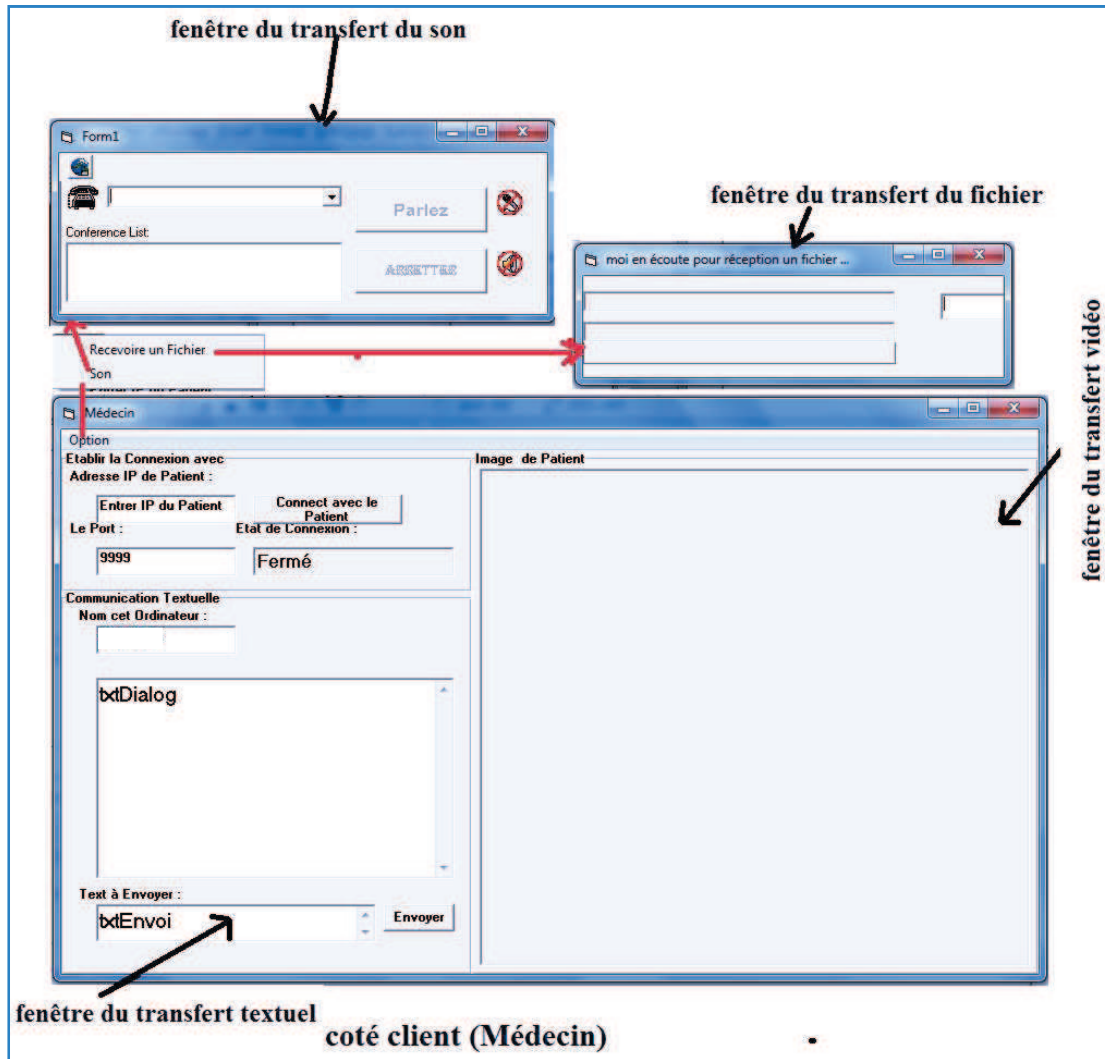 fenêtre du transfert du son
Form1
Conference List:
Parlez
ARRETTER
fenêtre du transfert du fichier
moi en écoute pour réception un fichier ...
Recevoire un Fichier
Son
fenêtre du transfert vidéo
Médecin
Option
Etablir la Connexion avec
Adresse IP de Patient :
Entrer IP du Patient
Connect avec le
Patient
Le Port :
Etat de Connexion :
9999
Fermé
Communication Textuelle
Nom cet Ordinateur :
txtDialog
Text à Envoyer :
txtEnvoi
Envoyer
Image de Patient
fenêtre du transfert textuel
coté client (Médecin)